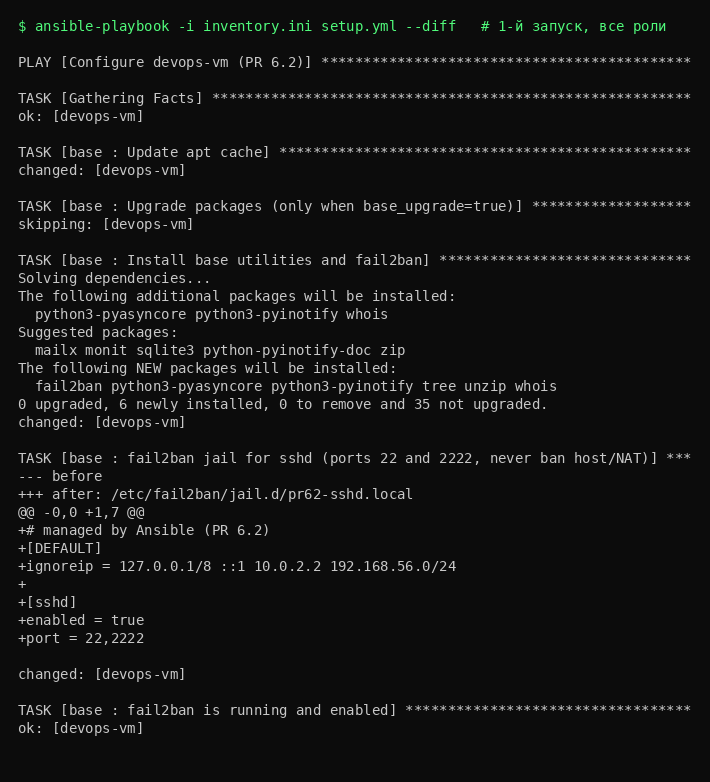 $ ansible-playbook -i inventory.ini setup.yml --diff   # 1-й запуск, все роли

PLAY [Configure devops-vm (PR 6.2)] ********************************************

TASK [Gathering Facts] *********************************************************
ok: [devops-vm]

TASK [base : Update apt cache] *************************************************
changed: [devops-vm]

TASK [base : Upgrade packages (only when base_upgrade=true)] *******************
skipping: [devops-vm]

TASK [base : Install base utilities and fail2ban] ******************************
Solving dependencies...
The following additional packages will be installed:
  python3-pyasyncore python3-pyinotify whois
Suggested packages:
  mailx monit sqlite3 python-pyinotify-doc zip
The following NEW packages will be installed:
  fail2ban python3-pyasyncore python3-pyinotify tree unzip whois
0 upgraded, 6 newly installed, 0 to remove and 35 not upgraded.
changed: [devops-vm]

TASK [base : fail2ban jail for sshd (ports 22 and 2222, never ban host/NAT)] ***
--- before
+++ after: /etc/fail2ban/jail.d/pr62-sshd.local
@@ -0,0 +1,7 @@
+# managed by Ansible (PR 6.2)
+[DEFAULT]
+ignoreip = 127.0.0.1/8 ::1 10.0.2.2 192.168.56.0/24
+
+[sshd]
+enabled = true
+port = 22,2222

changed: [devops-vm]

TASK [base : fail2ban is running and enabled] **********************************
ok: [devops-vm]